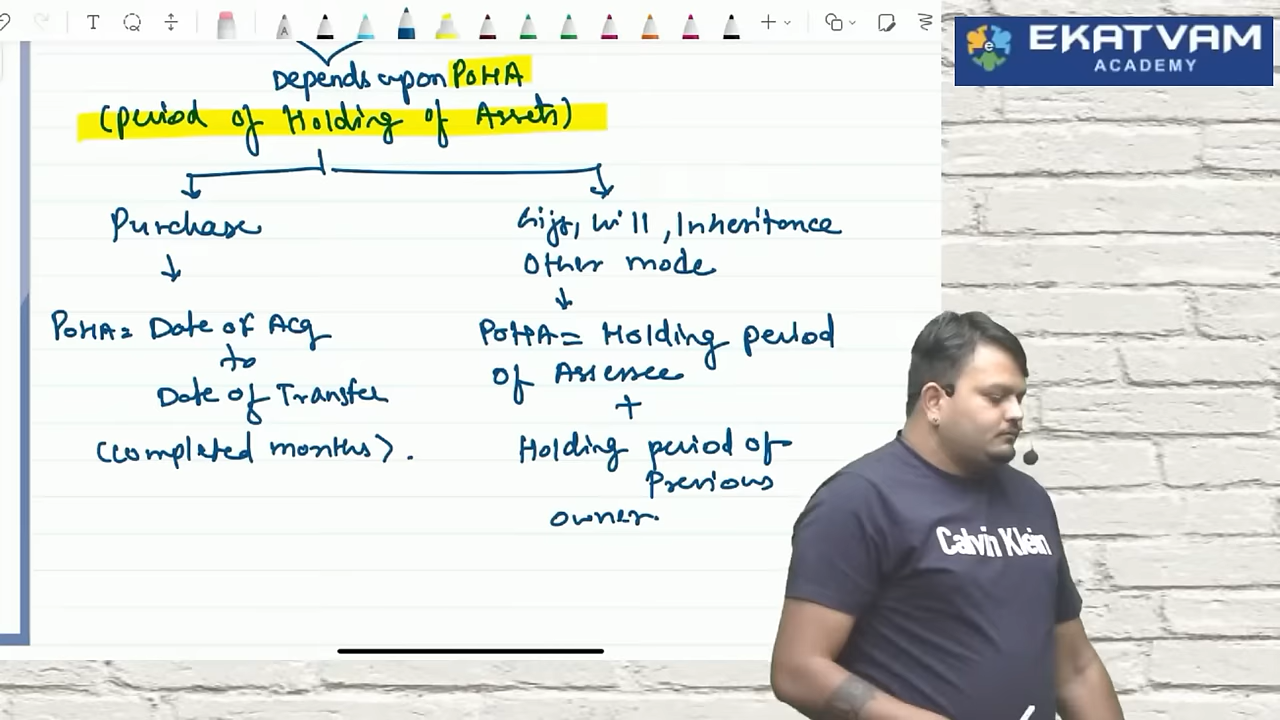 EKATVAM
ACADEMY
Depends upon POHA
(Period of Holding of Assets)
Purchase
↓
POHA = Date of Acq
to
Date of Transfer
(completed months).
Gift, Will, Inheritance
Other mode
↓
POHA = Holding period
of Assessee
+
Holding period of
Previous
owner.
Calvin Klein